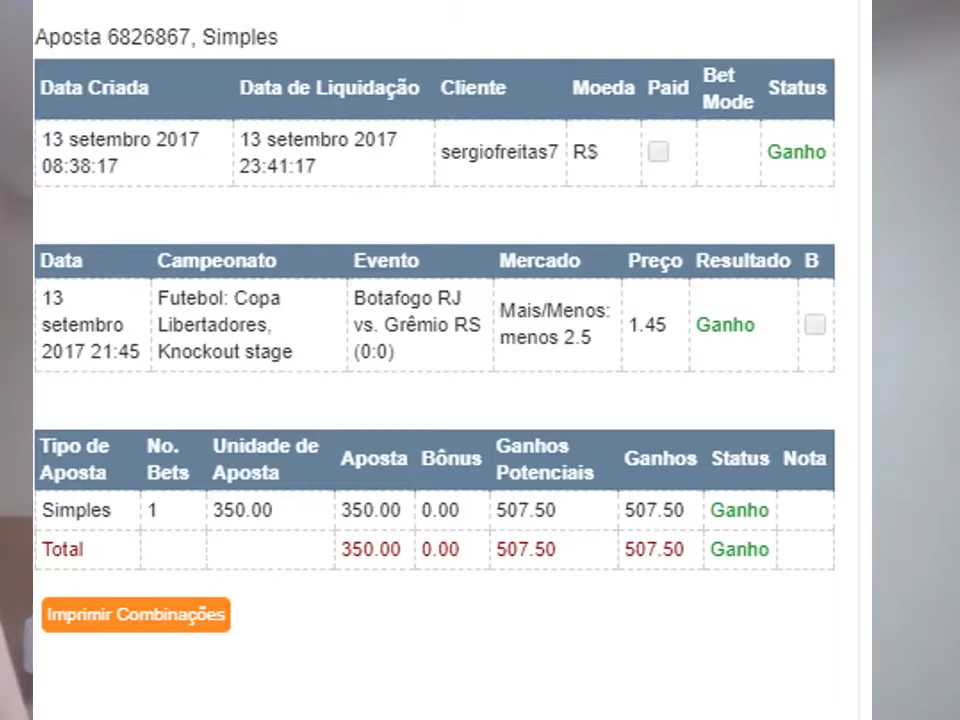 Aposta 6826867, Simples
Data Criada Data de Liquidação Cliente Moeda Paid Bet Mode Status
13 setembro 2017 08:38:17 13 setembro 2017 23:41:17 sergiofreitas7 R$ Ganho
Data Campeonato Evento Mercado Preço Resultado B
13 setembro 2017 21:45 Futebol: Copa Libertadores, Knockout stage Botafogo RJ vs. Grêmio RS (0:0) Mais/Menos: menos 2.5 1.45 Ganho
Tipo de Aposta No. Bets Unidade de Aposta Aposta Bônus Ganhos Potenciais Ganhos Status Nota
Simples 1 350.00 350.00 0.00 507.50 507.50 Ganho
Total 350.00 0.00 507.50 507.50 Ganho
Imprimir Combinações